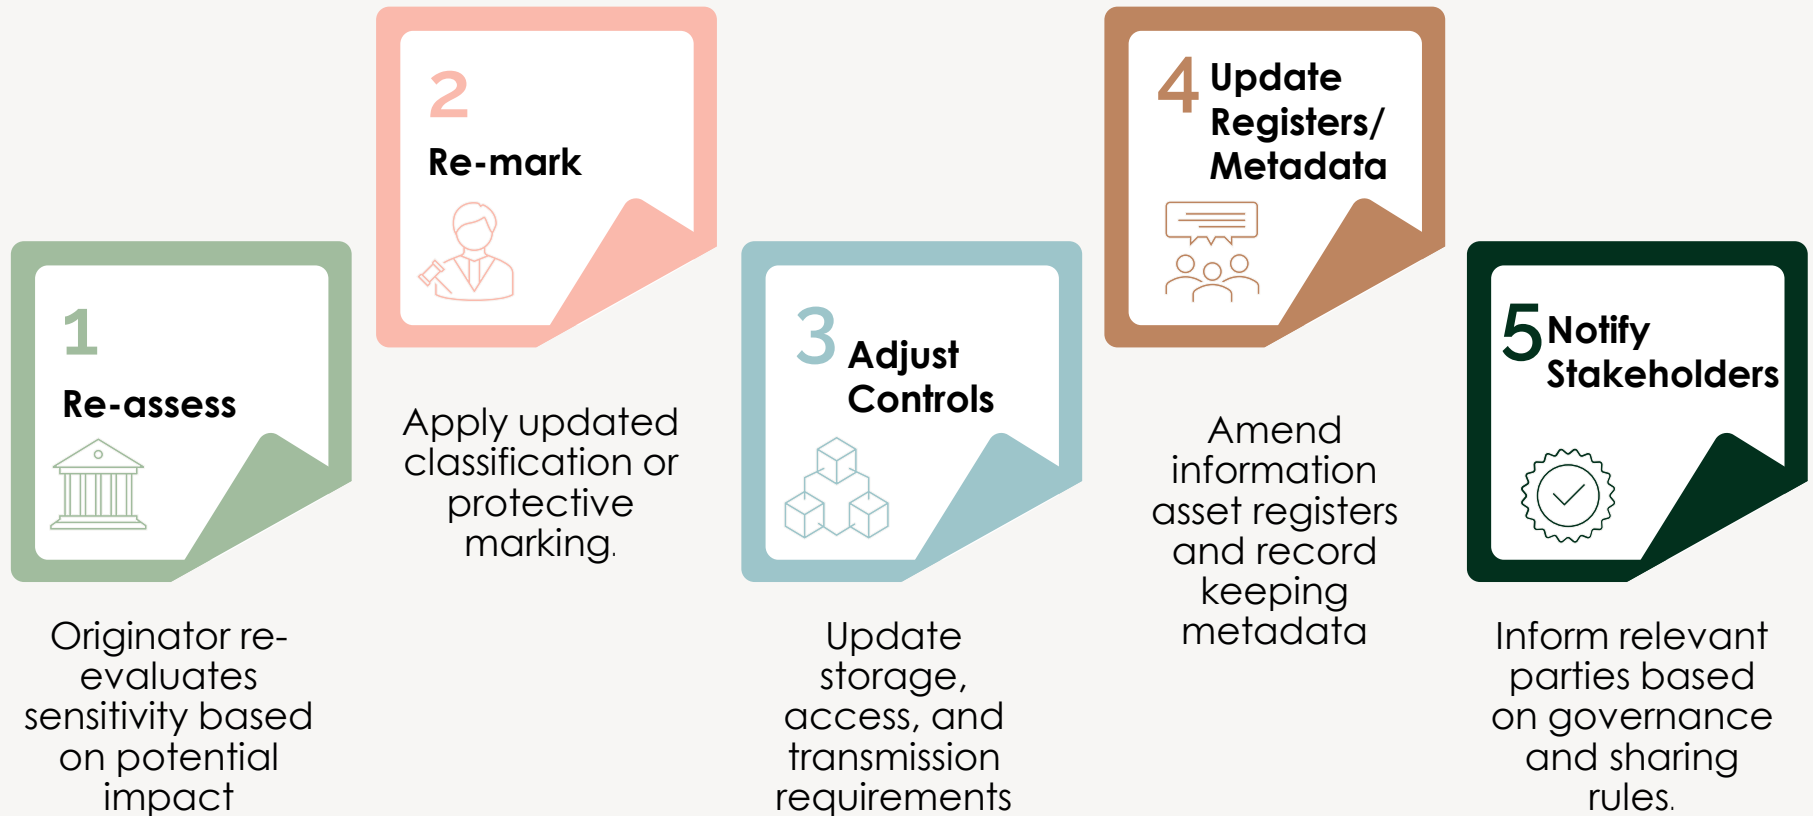 1
Re-assess
Originator re-
evaluates
sensitivity based
on potential
impact
2
Re-mark
Apply updated
classification or
protective
marking.
3
Adjust
Controls
Update
storage,
access, and
transmission
requirements
4
Update
Registers/
Metadata
Amend
information
asset registers
and record
keeping
metadata
5
Notify
Stakeholders
Inform relevant
parties based
on governance
and sharing
rules.